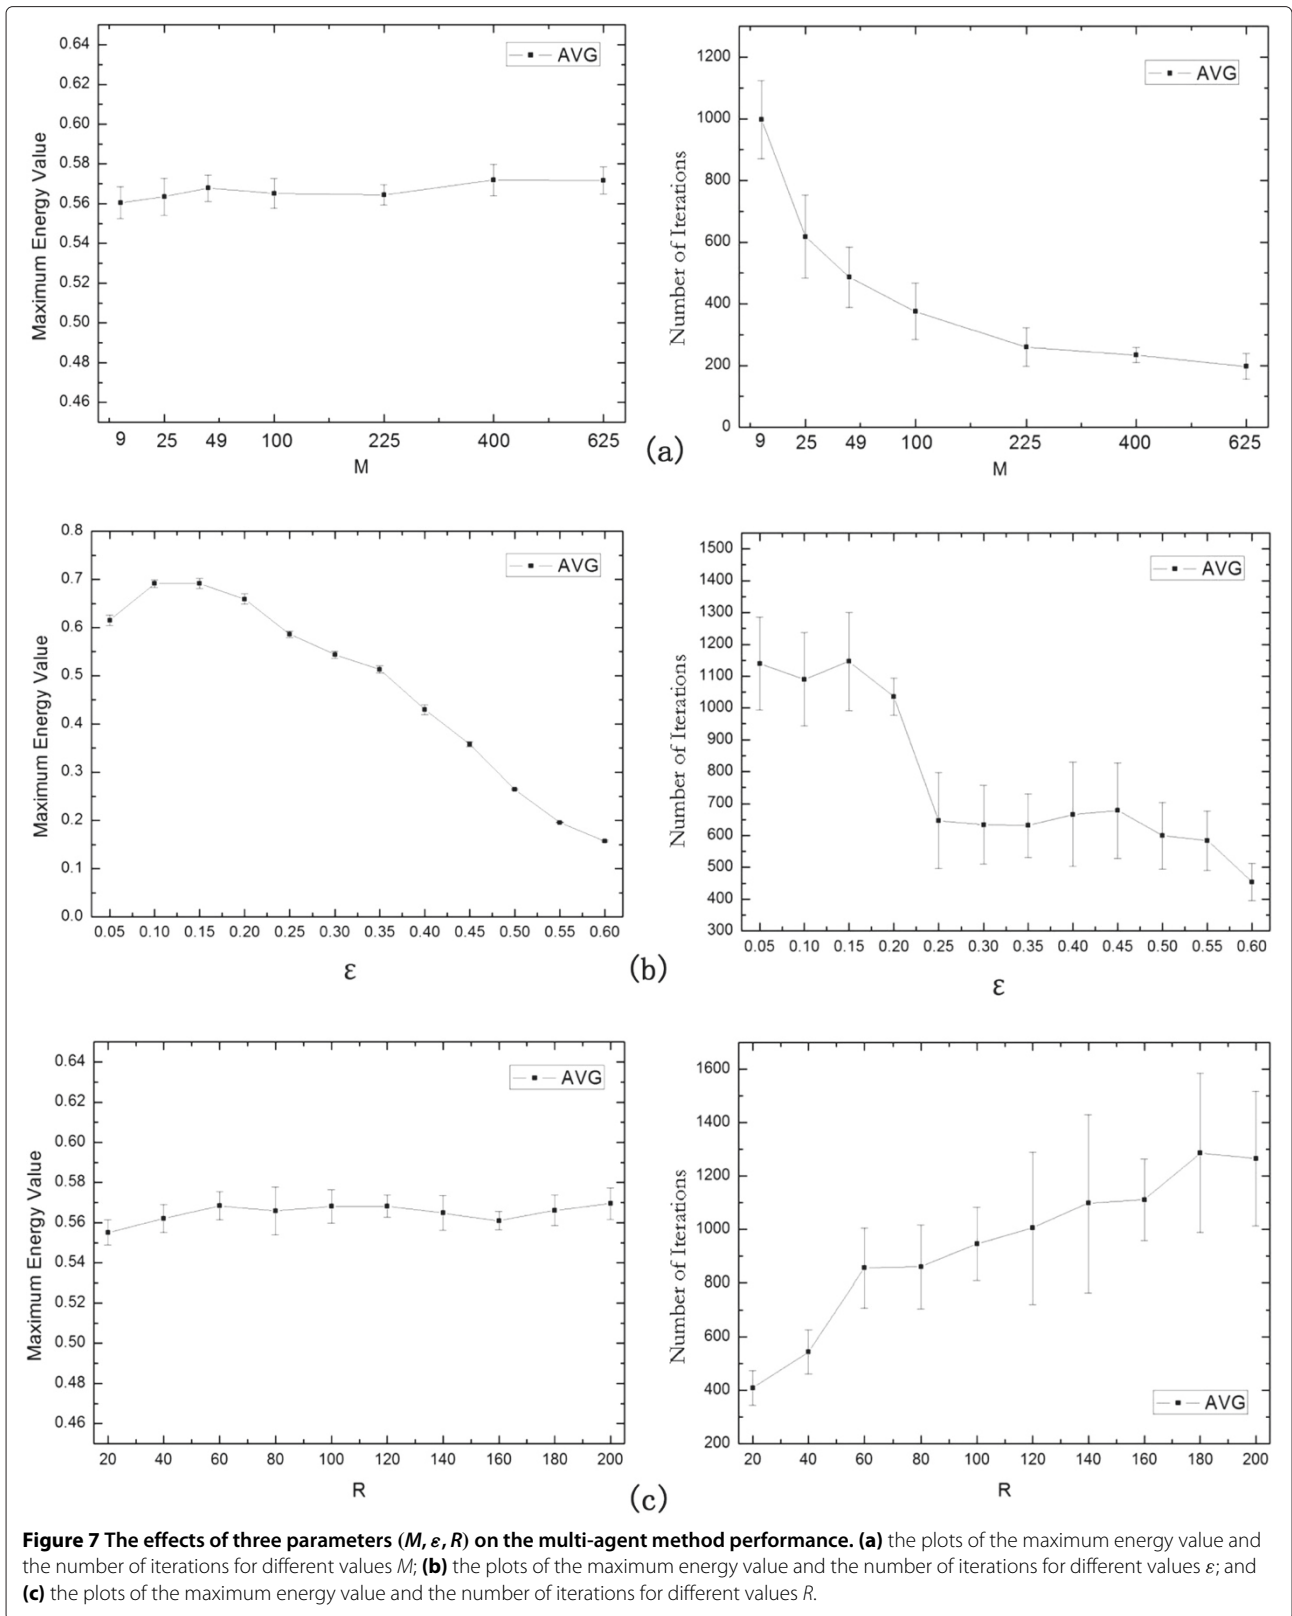 0.64
0.62
0.60
0.58
0.56
0.54
0.52
0.50
0.48
0.46
Maximum Energy Value
AVG
9 25 49 100 225 400 625
M
1200
1000
800
600
400
200
0
Number of Iterations
AVG
9 25 49 100 225 400 625
M
(a)
0.8
0.7
0.6
0.5
0.4
0.3
0.2
0.1
0.0
Maximum Energy Value
AVG
0.05 0.10 0.15 0.20 0.25 0.30 0.35 0.40 0.45 0.50 0.55 0.60
ε
1500
1400
1300
1200
1100
1000
900
800
700
600
500
400
300
Number of Iterations
AVG
0.05 0.10 0.15 0.20 0.25 0.30 0.35 0.40 0.45 0.50 0.55 0.60
ε
(b)
0.64
0.62
0.60
0.58
0.56
0.54
0.52
0.50
0.48
0.46
Maximum Energy Value
AVG
20 40 60 80 100 120 140 160 180 200
R
1600
1400
1200
1000
800
600
400
200
Number of Iterations
AVG
20 40 60 80 100 120 140 160 180 200
R
(c)
Figure 7 The effects of three parameters (M, ε, R) on the multi-agent method performance. (a) the plots of the maximum energy value and
the number of iterations for different values M; (b) the plots of the maximum energy value and the number of iterations for different values ε; and
(c) the plots of the maximum energy value and the number of iterations for different values R.